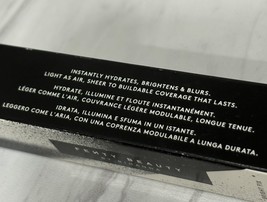 INSTANTLY HYDRATES, BRIGHTENS & BLURS.
LIGHT AS AIR, SHEER TO BUILDABLE COVERAGE THAT LASTS.
HYDRATE, ILLUMINE ET FLOUTE INSTANTANÉMENT.
LÉGER COMME L'AIR, COUVRANCE LÉGÈRE MODULABLE, LONGUE TENUE.
IDRATA, ILLUMINA E SFUMA IN UN ISTANTE.
LEGGERO COME L'ARIA, CON UNA COPRENZA MODULABILE A LUNGA DURATA.
FENTY BEAUTY